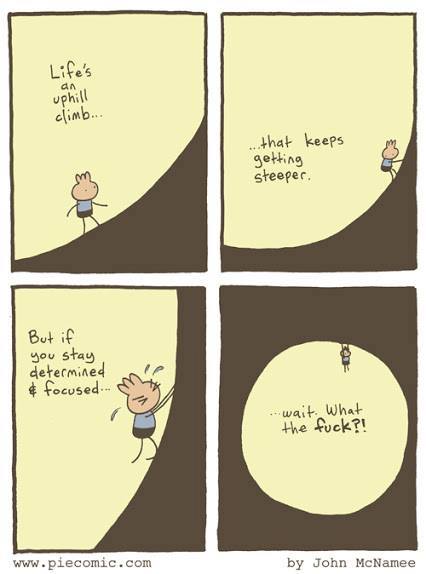 Life's
an
uphill
climb...
...that keeps
getting
steeper.
But if
you stay
determined
& focused...
...wait. What
the fuck?!
www.piecomic.com
by John McNamee